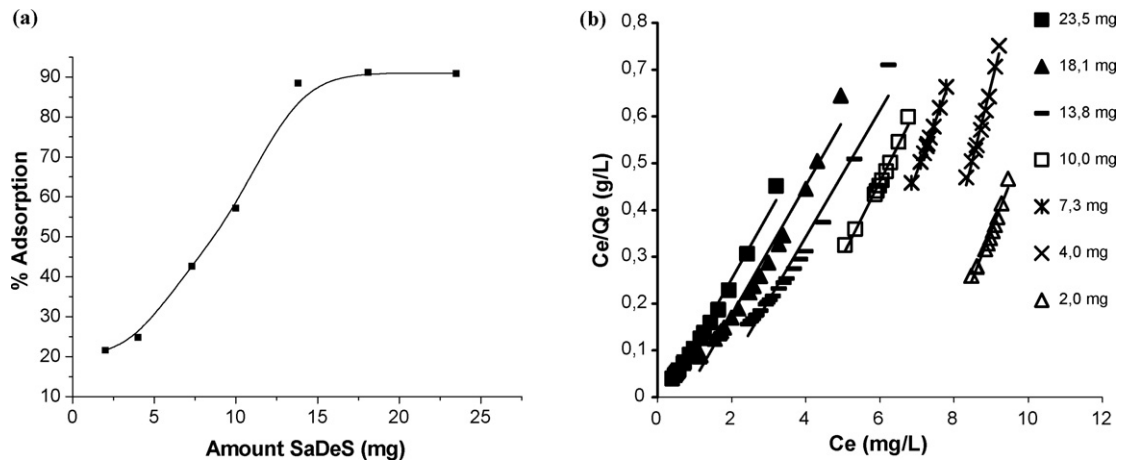 (a)
% Adsorption
90
80
70
60
50
40
30
20
10
0
5
10
15
20
25
Amount SaDeS (mg)
(b)
Ce/Qe (g/L)
0,8
0,7
0,6
0,5
0,4
0,3
0,2
0,1
0
0
2
4
6
8
10
12
Ce (mg/L)
23,5 mg
18,1 mg
13,8 mg
10,0 mg
7,3 mg
4,0 mg
2,0 mg